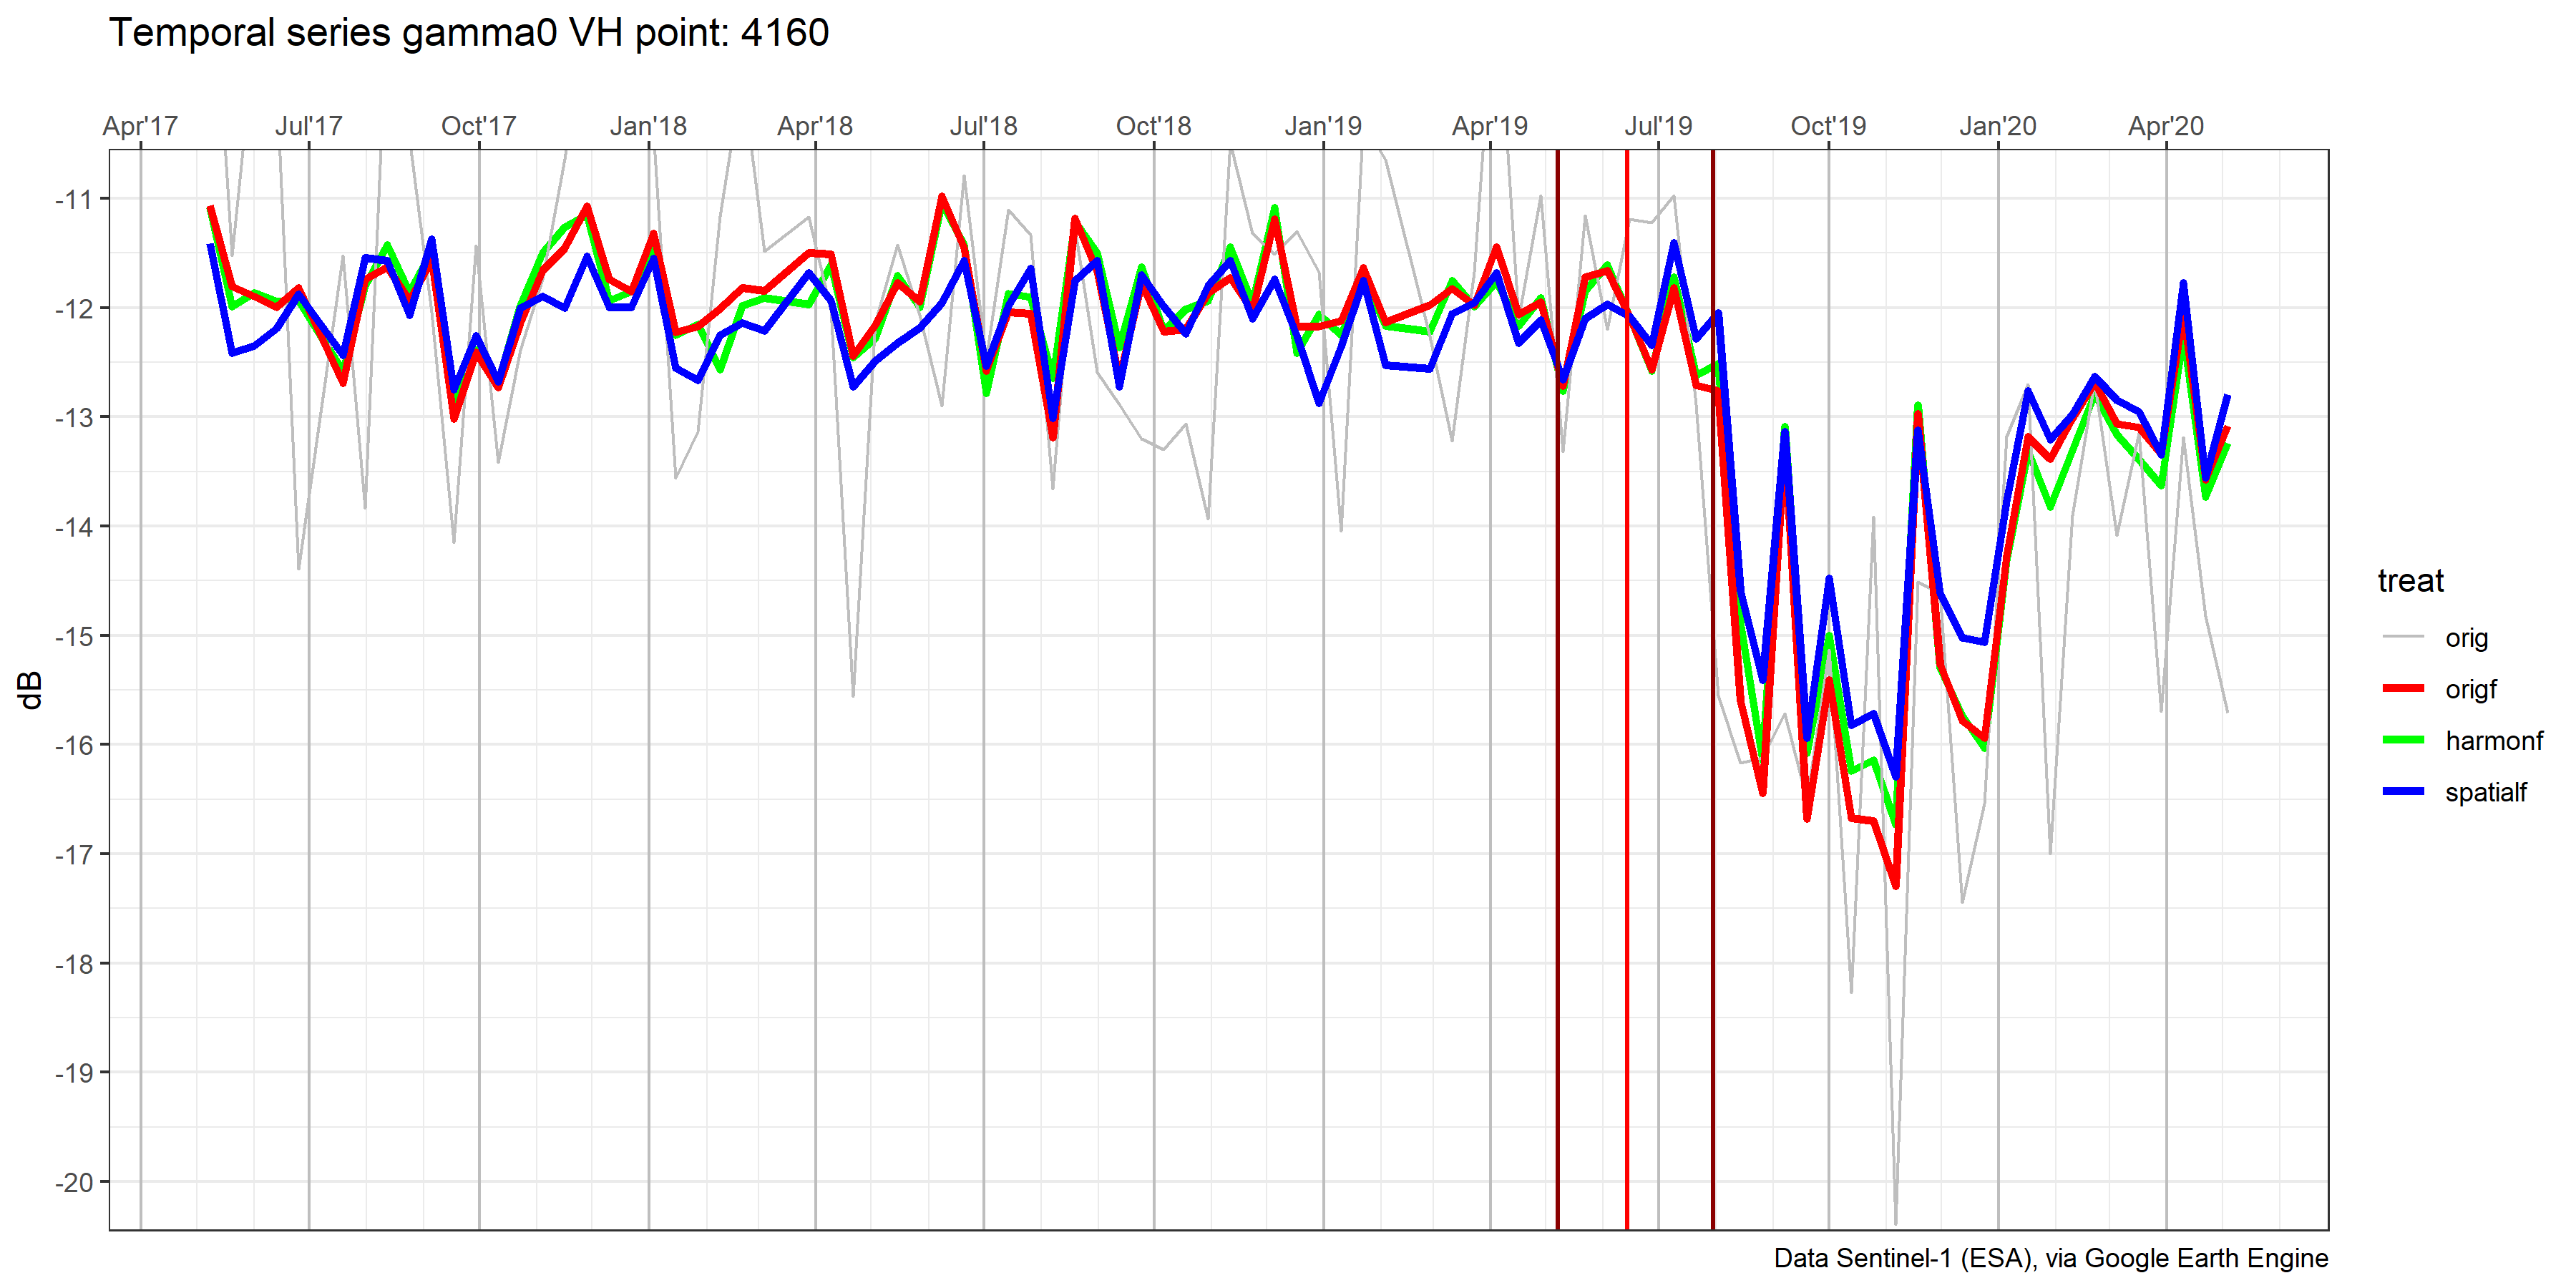 Temporal series gamma0 VH point: 4160
Apr'17 Jul'17 Oct'17 Jan'18 Apr'18 Jul'18 Oct'18 Jan'19 Apr'19 Jul'19 Oct'19 Jan'20 Apr'20
-11
-12
-13
-14
-15
-16
-17
-18
-19
-20
dB
treat
orig
origf
harmonf
spatialf
Data Sentinel-1 (ESA), via Google Earth Engine